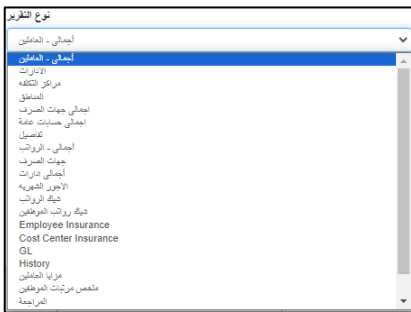 نوع التقرير
أجمالى - العاملين
أجمالى - العاملين
الادارات
مراكز التكلفه
المناطق
اجمالى جهات الصرف
اجمالى حسابات عامة
تفاصيل
أجمالى - الرواتب
جهات الصرف
أجمالى ادارات
الاجور الشهريه
شيك الرواتب
شيك رواتب الموظفين
Employee Insurance
Cost Center Insurance
GL
History
مزايا العاملين
ملخص مرتبات الموظفين
المراجعة